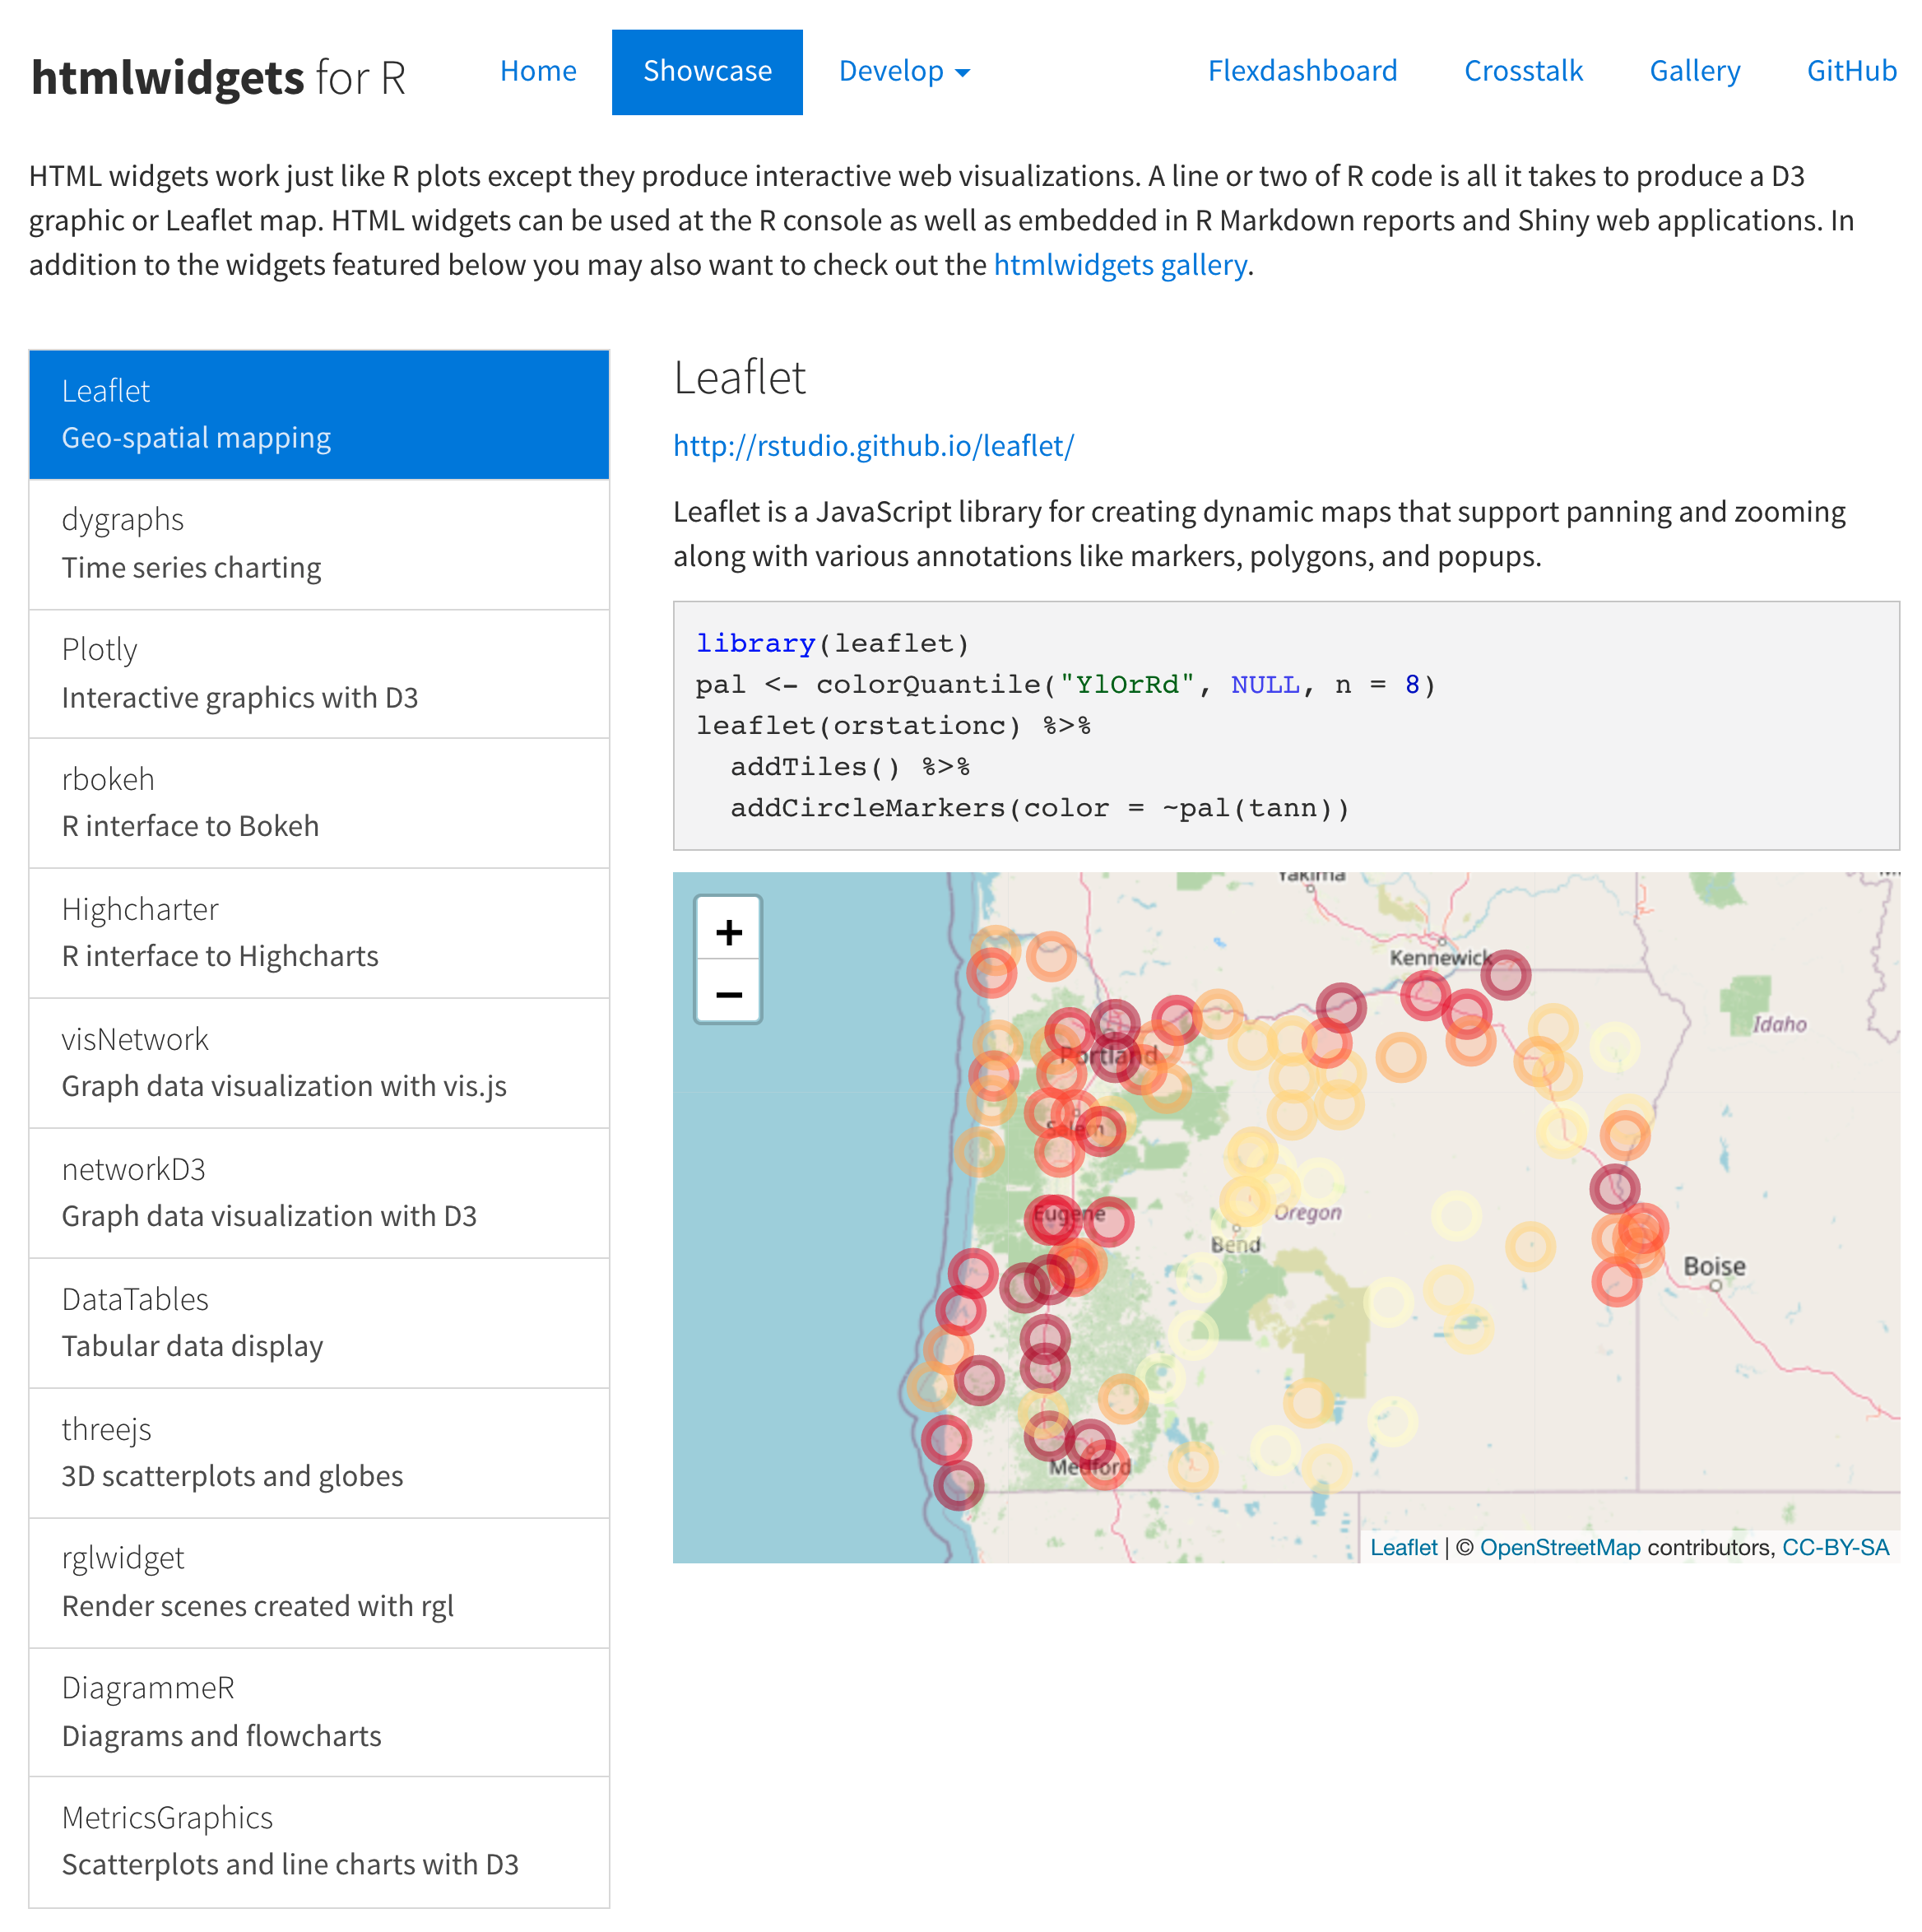 htmlwidgets for R
Home
Showcase
Develop
Flexdashboard
Crosstalk
Gallery
GitHub
HTML widgets work just like R plots except they produce interactive web visualizations. A line or two of R code is all it takes to produce a D3
graphic or Leaflet map. HTML widgets can be used at the R console as well as embedded in R Markdown reports and Shiny web applications. In
addition to the widgets featured below you may also want to check out the htmlwidgets gallery.
Leaflet
Geo-spatial mapping
dygraphs
Time series charting
Plotly
Interactive graphics with D3
rbokeh
R interface to Bokeh
Highcharter
R interface to Highcharts
visNetwork
Graph data visualization with vis.js
networkD3
Graph data visualization with D3
DataTables
Tabular data display
threejs
3D scatterplots and globes
rglwidget
Render scenes created with rgl
DiagrammeR
Diagrams and flowcharts
MetricsGraphics
Scatterplots and line charts with D3
Leaflet
http://rstudio.github.io/leaflet/
Leaflet is a JavaScript library for creating dynamic maps that support panning and zooming
along with various annotations like markers, polygons, and popups.
library(leaflet)
pal <- colorQuantile("YlOrRd", NULL, n = 8)
leaflet(orstationc) %>%
  addTiles() %>%
  addCircleMarkers(color = ~pal(tann))
+
−
Yakima
Kennewick
Idaho
Portland
Salem
Eugene
Oregon
Bend
Boise
Medford
Leaflet | © OpenStreetMap contributors, CC-BY-SA